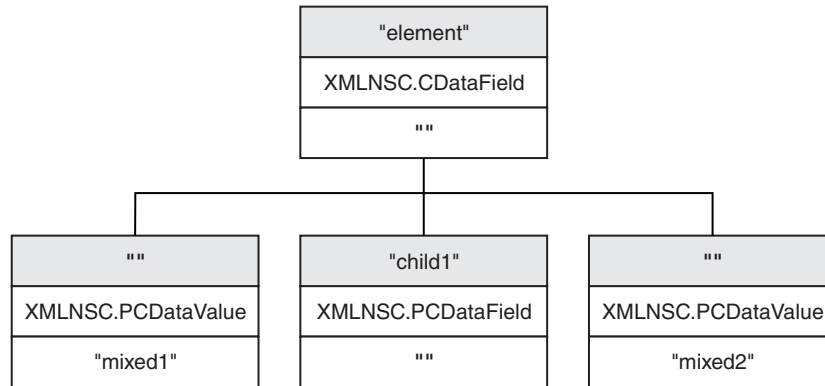 "element"
XMLNSC.CDataField
""
""
"child1"
""
XMLNSC.PCDataValue
XMLNSC.PCDataField
XMLNSC.PCDataValue
"mixed1"
""
"mixed2"